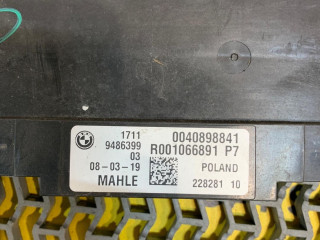 1711 0040898841
9486399 R001066891 P7
03
08-03-19 POLAND
MAHLE 228281 10